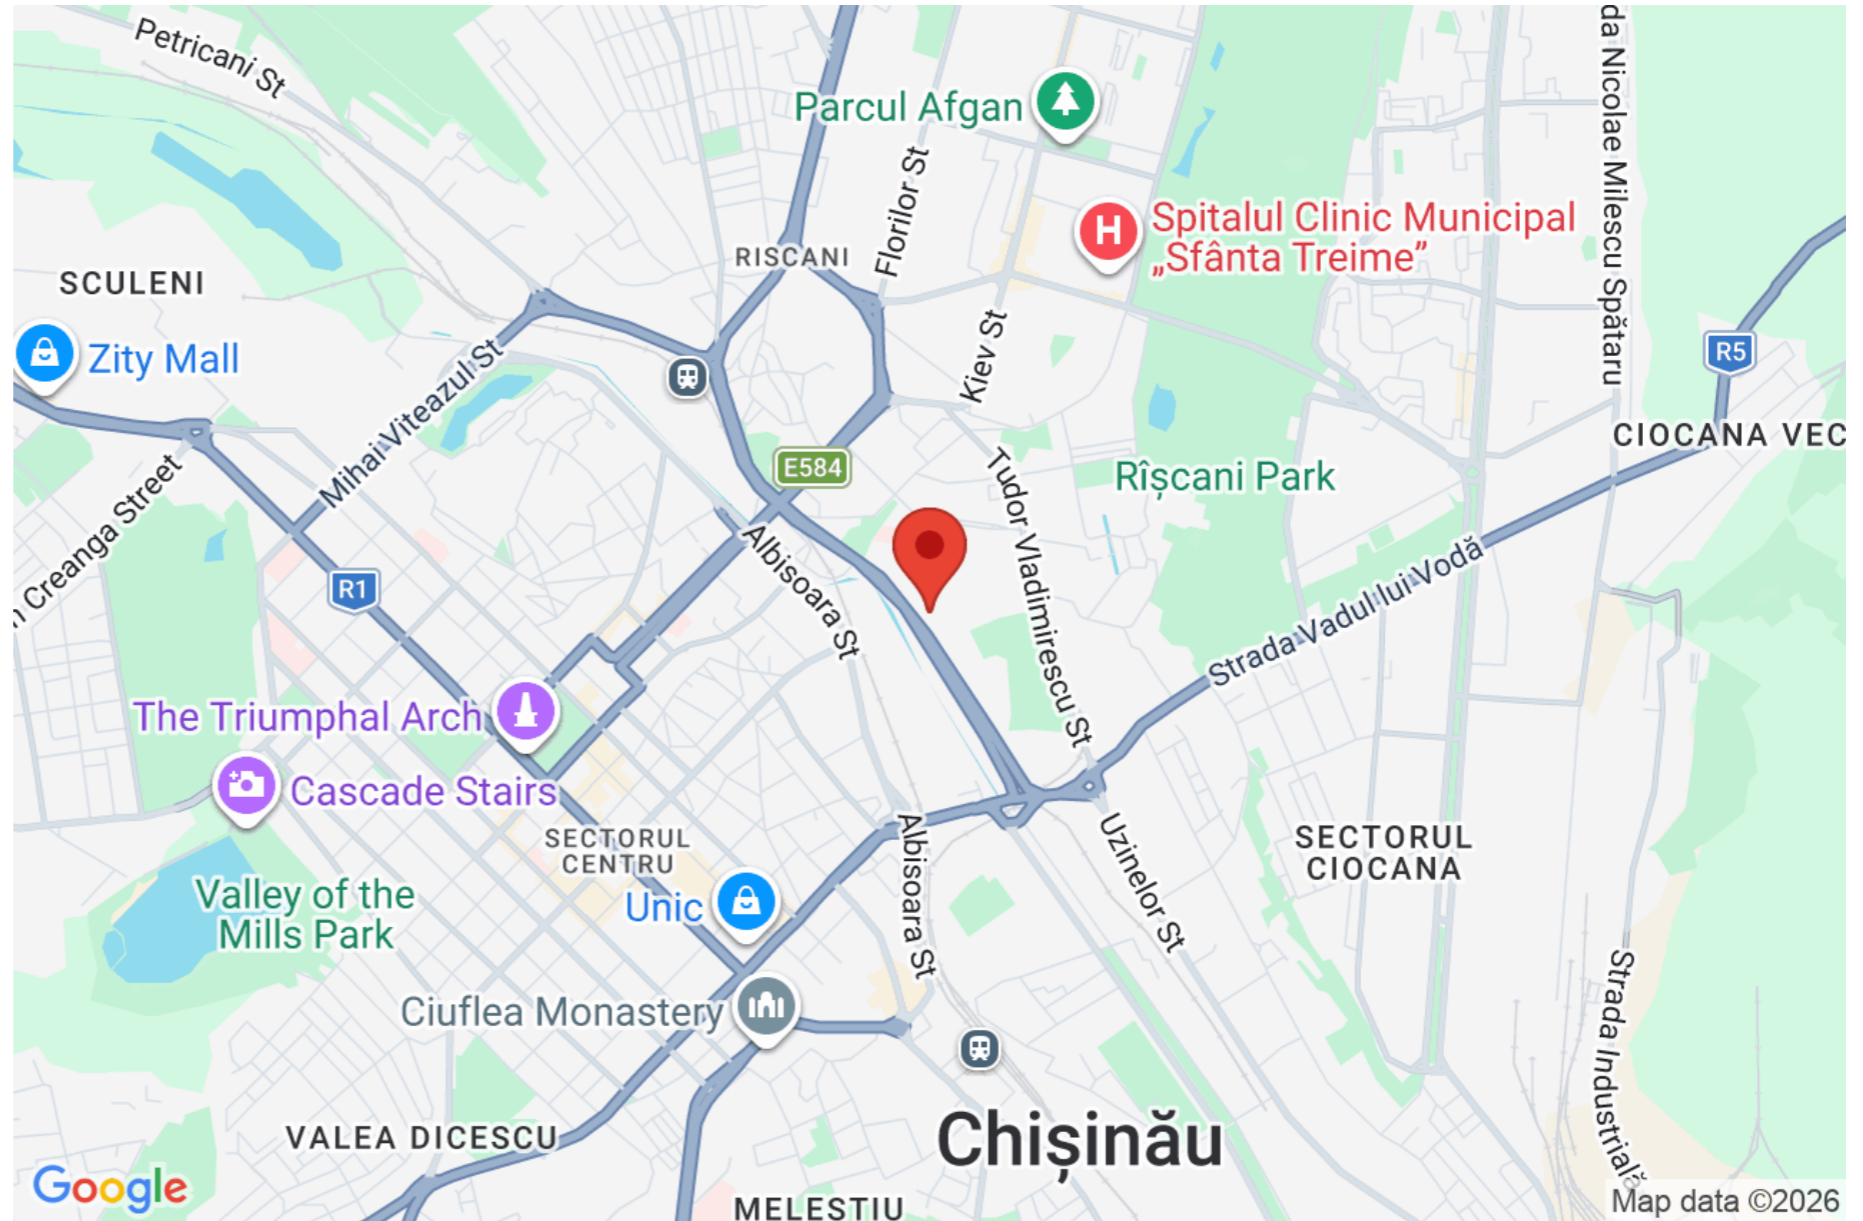 Petricani St
Parcul Afgan
da Nicolae Milescu Spătaru
Florilor St
Spitalul Clinic Municipal
„Sfânta Treime”
RISCANI
SCULENI
Zity Mall
Mihai Viteazul St
Kiev St
R5
CIOCANA VEC
E584
Rîșcani Park
Tudor Vladimirescu St
n Creanga Street
R1
Albisoara St
Strada Vadul lui Vodă
The Triumphal Arch
Cascade Stairs
SECTORUL
CENTRU
Albisoara St
Uzinelor St
SECTORUL
CIOCANA
Valley of the
Mills Park
Unic
Ciuflea Monastery
Strada Industrială
Chișinău
VALEA DICESCU
MELESTIU
Google
Map data ©2026